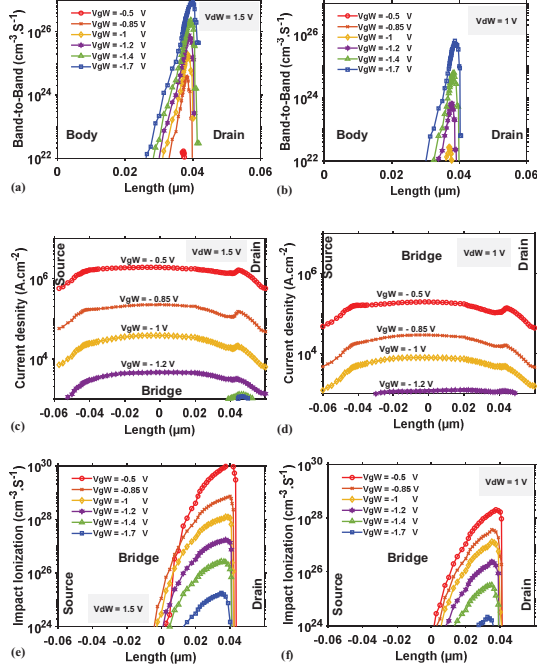 Band-to-Band (cm-3.S-1)
10^26
10^24
10^22
VgW = -0.5 V
VgW = -0.85 V
VgW = -1 V
VgW = -1.2 V
VgW = -1.4 V
VgW = -1.7 V
VdW = 1.5 V
Body
Drain
0 0.02 0.04 0.06
(a) Length (µm)
Band-to-Band (cm-3.S-1)
10^26
10^24
10^22
VgW = -0.5 V
VgW = -0.85 V
VgW = -1 V
VgW = -1.2 V
VgW = -1.4 V
VgW = -1.7 V
VdW = 1 V
Body
Drain
0 0.02 0.04 0.06
(b) Length (µm)
Current desnity (A.cm-2)
10^6
10^4
Source
VdW = 1.5 V
Drain
VgW = - 0.5 V
VgW = - 0.85 V
VgW = - 1 V
VgW = - 1.2 V
Bridge
-0.06 -0.04 -0.02 0 0.02 0.04
(c) Length (µm)
Current desnity (A.cm-2)
10^6
10^4
Source
Bridge
VdW = 1 V
Drain
VgW = - 0.5 V
VgW = - 0.85 V
VgW = - 1 V
VgW = - 1.2 V
-0.06 -0.04 -0.02 0 0.02 0.04 0.06
(d) Length (µm)
Impact Ionization (cm-3.S-1)
10^30
10^28
10^26
10^24
VgW = -0.5 V
VgW = -0.85 V
VgW = -1 V
VgW = -1.2 V
VgW = -1.4 V
VgW = -1.7 V
Bridge
Source
VdW = 1.5 V
Drain
-0.06 -0.04 -0.02 0 0.02 0.04 0.06
(e) Length (µm)
Impact Ionization (cm-3.S-1)
10^30
10^28
10^26
10^24
VgW = -0.5 V
VgW = -0.85 V
VgW = -1 V
VgW = -1.2 V
VgW = -1.4 V
VgW = -1.7 V
VdW = 1 V
Bridge
Source
Drain
-0.06 -0.04 -0.02 0 0.02 0.04 0.06
(f) Length (µm)